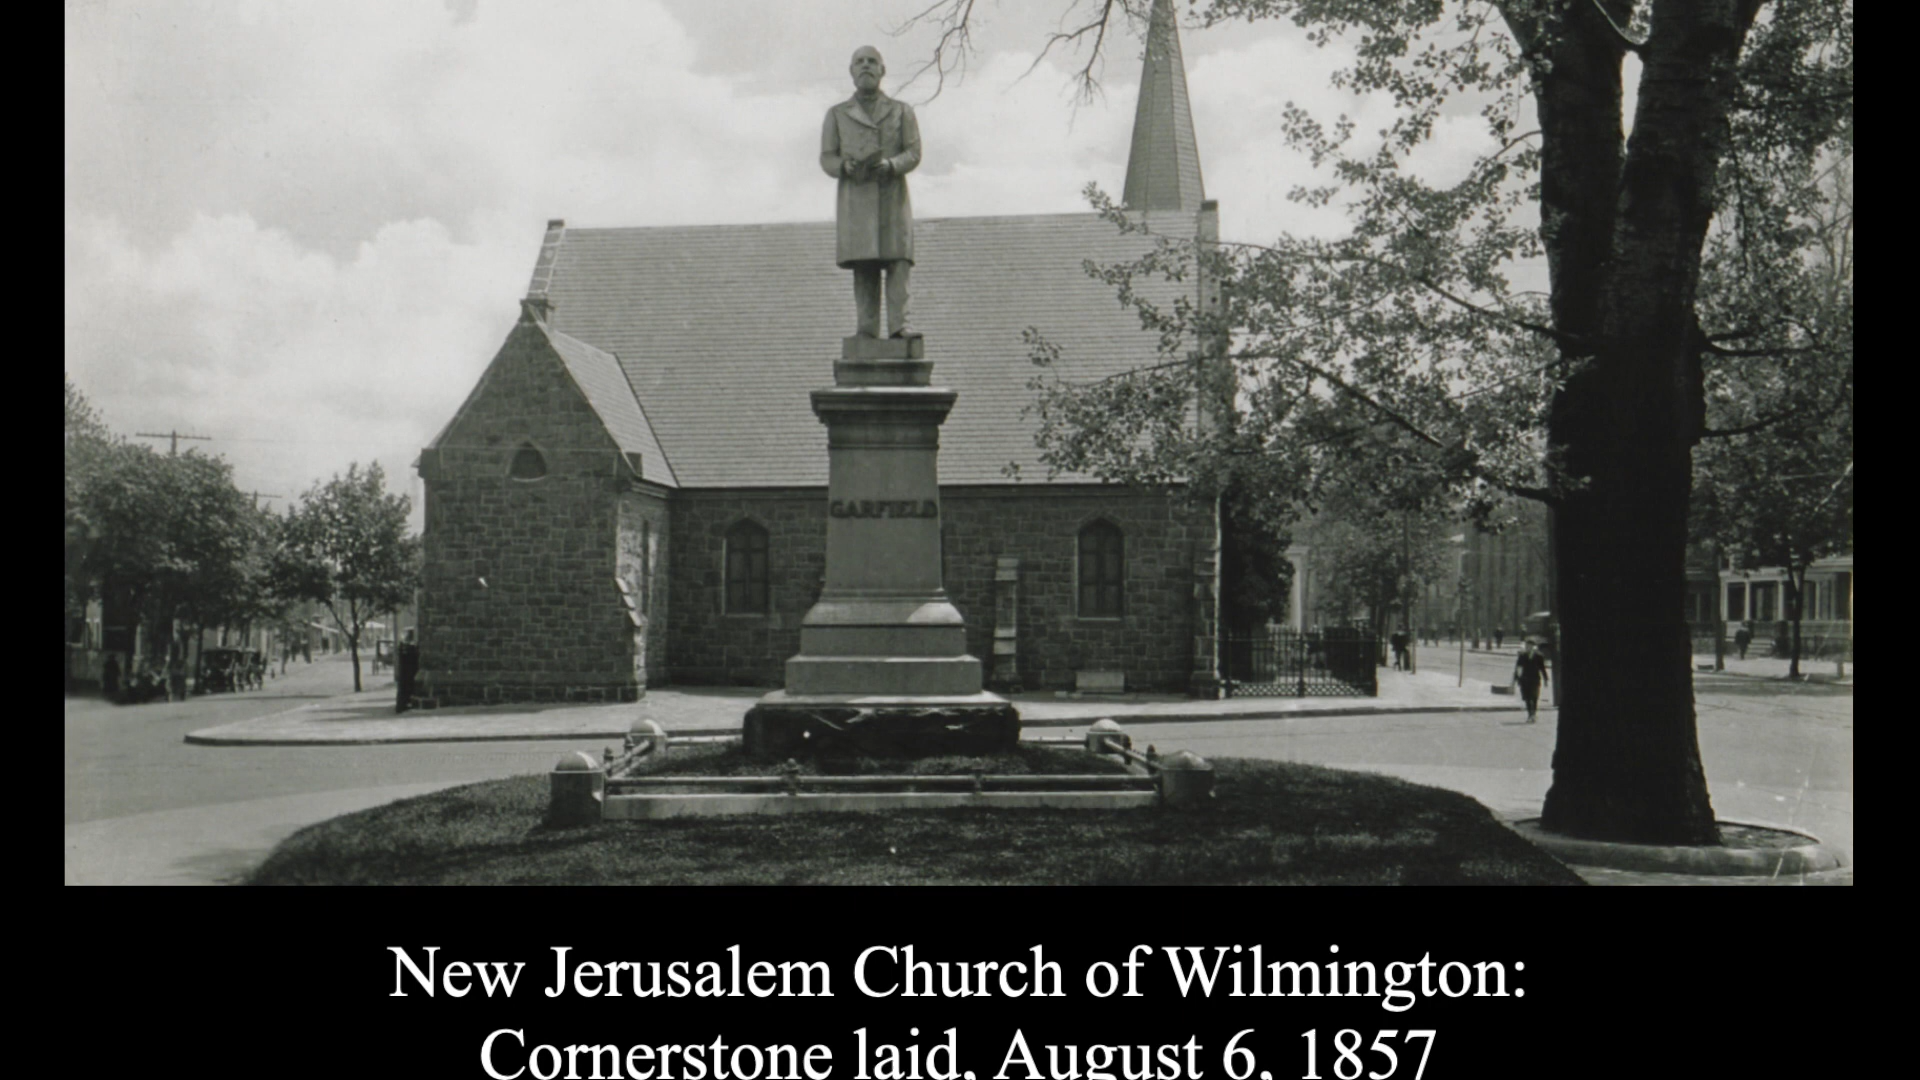 GARFIELD
New Jerusalem Church of Wilmington:
Cornerstone laid, August 6, 1857